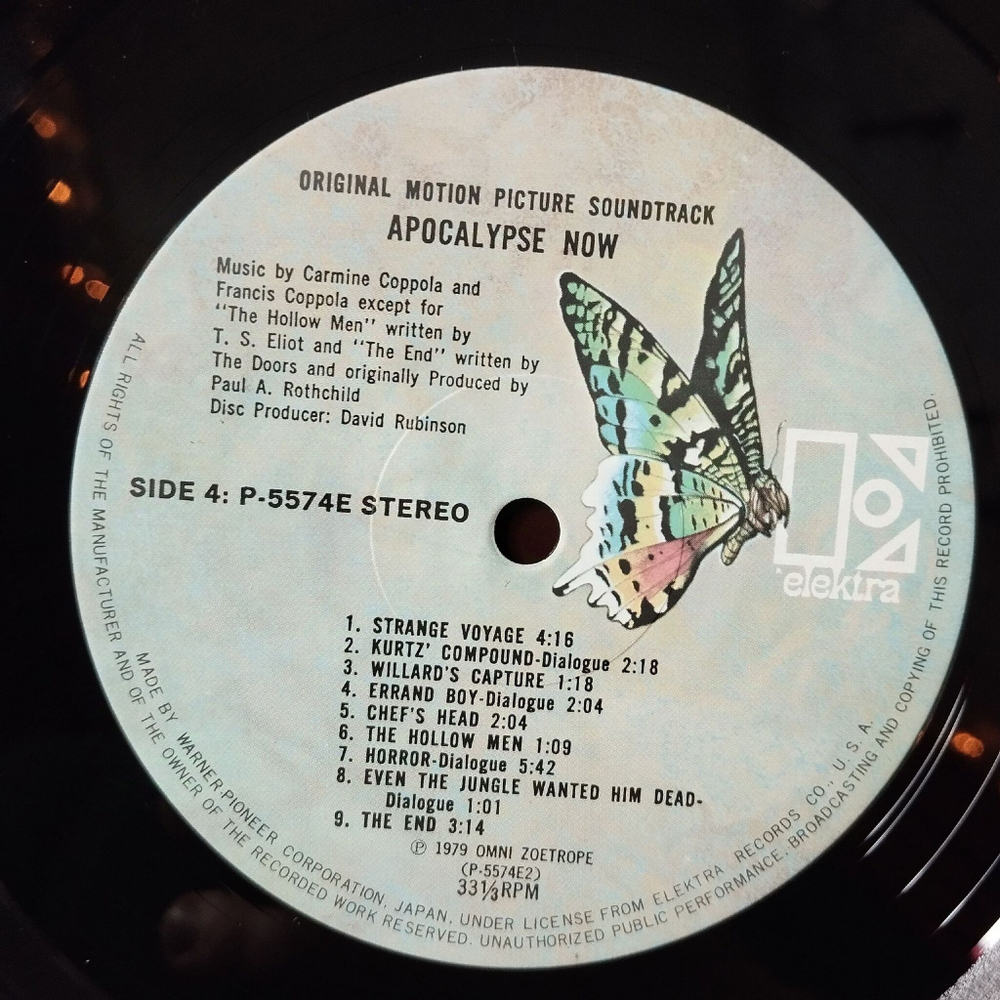 ORIGINAL MOTION PICTURE SOUNDTRACK
APOCALYPSE NOW
Music by Carmine Coppola and
Francis Coppola except for
"The Hollow Men" written by
T. S. Eliot and "The End" written by
The Doors and originally Produced by
Paul A. Rothchild
Disc Producer: David Rubinson
SIDE 4: P-5574E STEREO
elektra
1. STRANGE VOYAGE 4:16
2. KURTZ' COMPOUND-Dialogue 2:18
3. WILLARD'S CAPTURE 1:18
4. ERRAND BOY-Dialogue 2:04
5. CHEF'S HEAD 2:04
6. THE HOLLOW MEN 1:09
7. HORROR-Dialogue 5:42
8. EVEN THE JUNGLE WANTED HIM DEAD-
Dialogue 1:01
9. THE END 3:14
℗ 1979 OMNI ZOETROPE
(P-5574E2)
33⅓RPM
MADE BY WARNER-PIONEER CORPORATION, JAPAN, UNDER LICENSE FROM ELEKTRA RECORDS CO., U. S. A.
ALL RIGHTS OF THE MANUFACTURER AND OF THE OWNER OF THE RECORDED WORK RESERVED. UNAUTHORIZED PUBLIC PERFORMANCE, BROADCASTING AND COPYING OF THIS RECORD PROHIBITED.